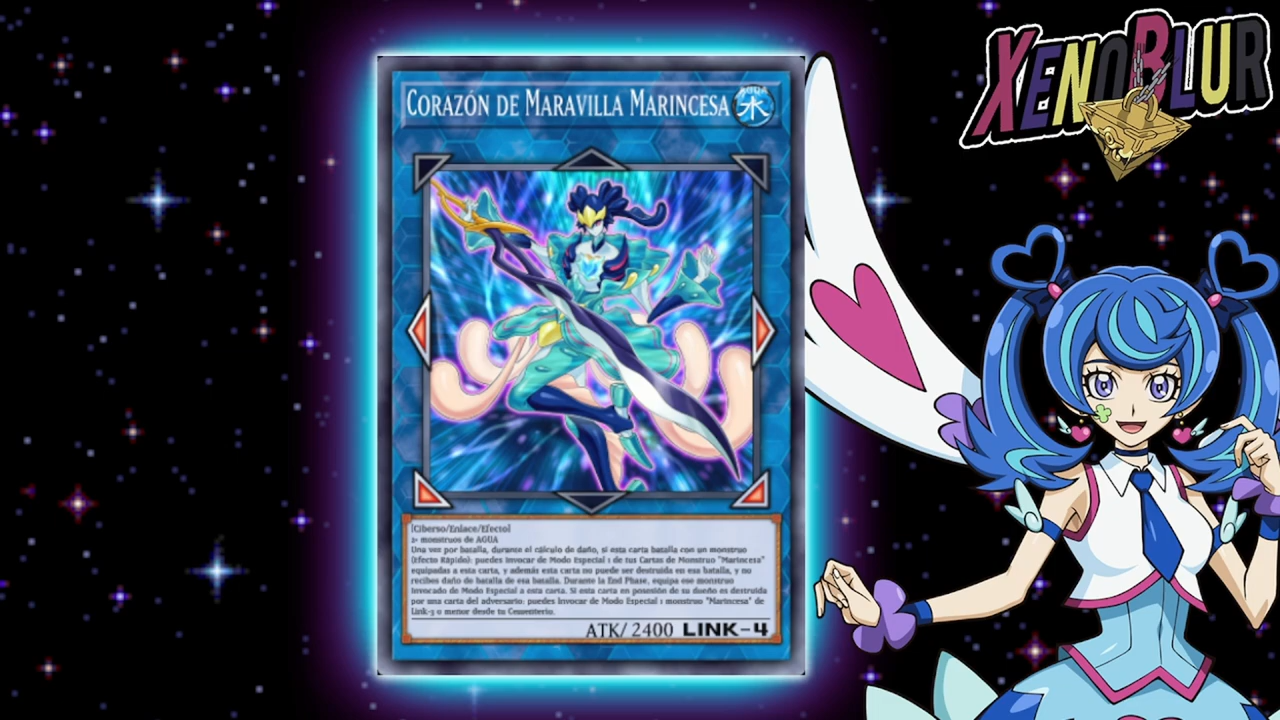 XENOBLUR
CORAZÓN DE MARAVILLA MARINCESA
AGUA
水
[Ciberso/Enlace/Efecto]
2+ monstruos de AGUA
Una vez por batalla, durante el cálculo de daño, si esta carta batalla con un monstruo
(Efecto Rápido): puedes Invocar de Modo Especial 1 de tus Cartas de Monstruo "Marincesa"
equipadas a esta carta, y además esta carta no puede ser destruida en esa batalla, y no
recibes daño de batalla de esa batalla. Durante la End Phase, equipa ese monstruo
Invocado de Modo Especial a esta carta. Si esta carta en posesión de su dueño es destruida
por una carta del adversario: puedes Invocar de Modo Especial 1 monstruo "Marincesa" de
Link-3 o menor desde tu Cementerio.
ATK/2400 LINK-4